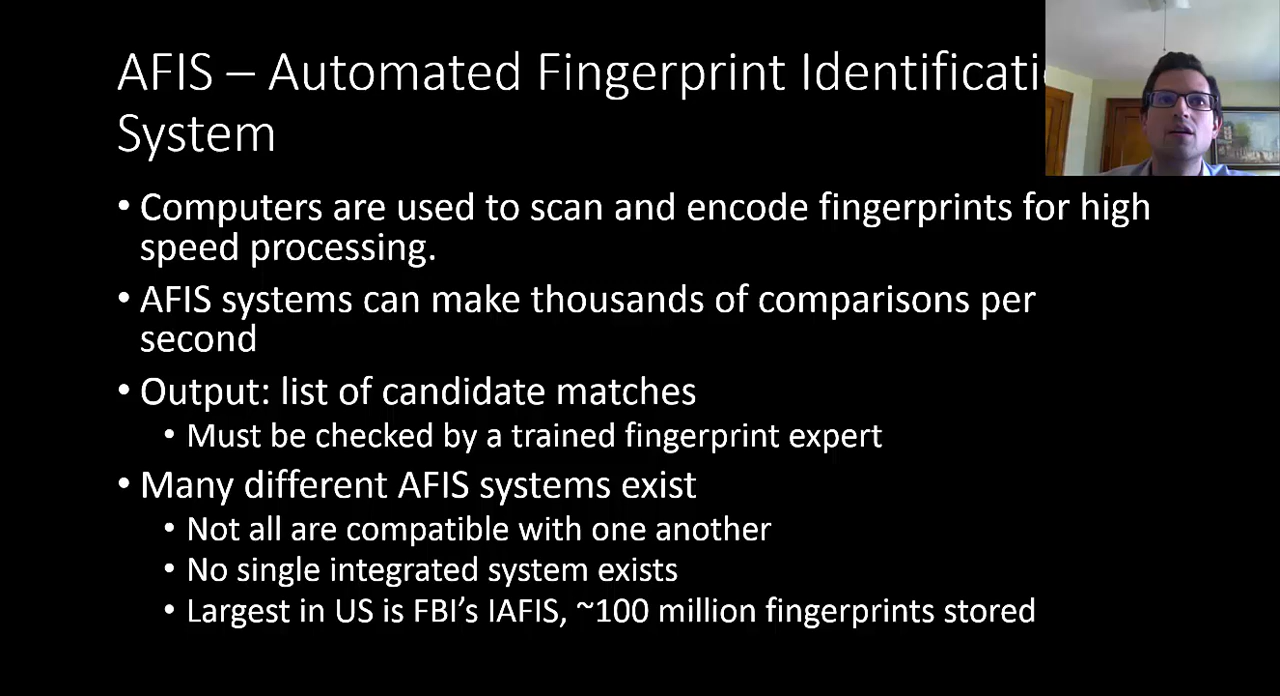 AFIS – Automated Fingerprint Identificati
System
• Computers are used to scan and encode fingerprints for high
speed processing.
• AFIS systems can make thousands of comparisons per
second
• Output: list of candidate matches
• Must be checked by a trained fingerprint expert
• Many different AFIS systems exist
• Not all are compatible with one another
• No single integrated system exists
• Largest in US is FBI’s IAFIS, ~100 million fingerprints stored